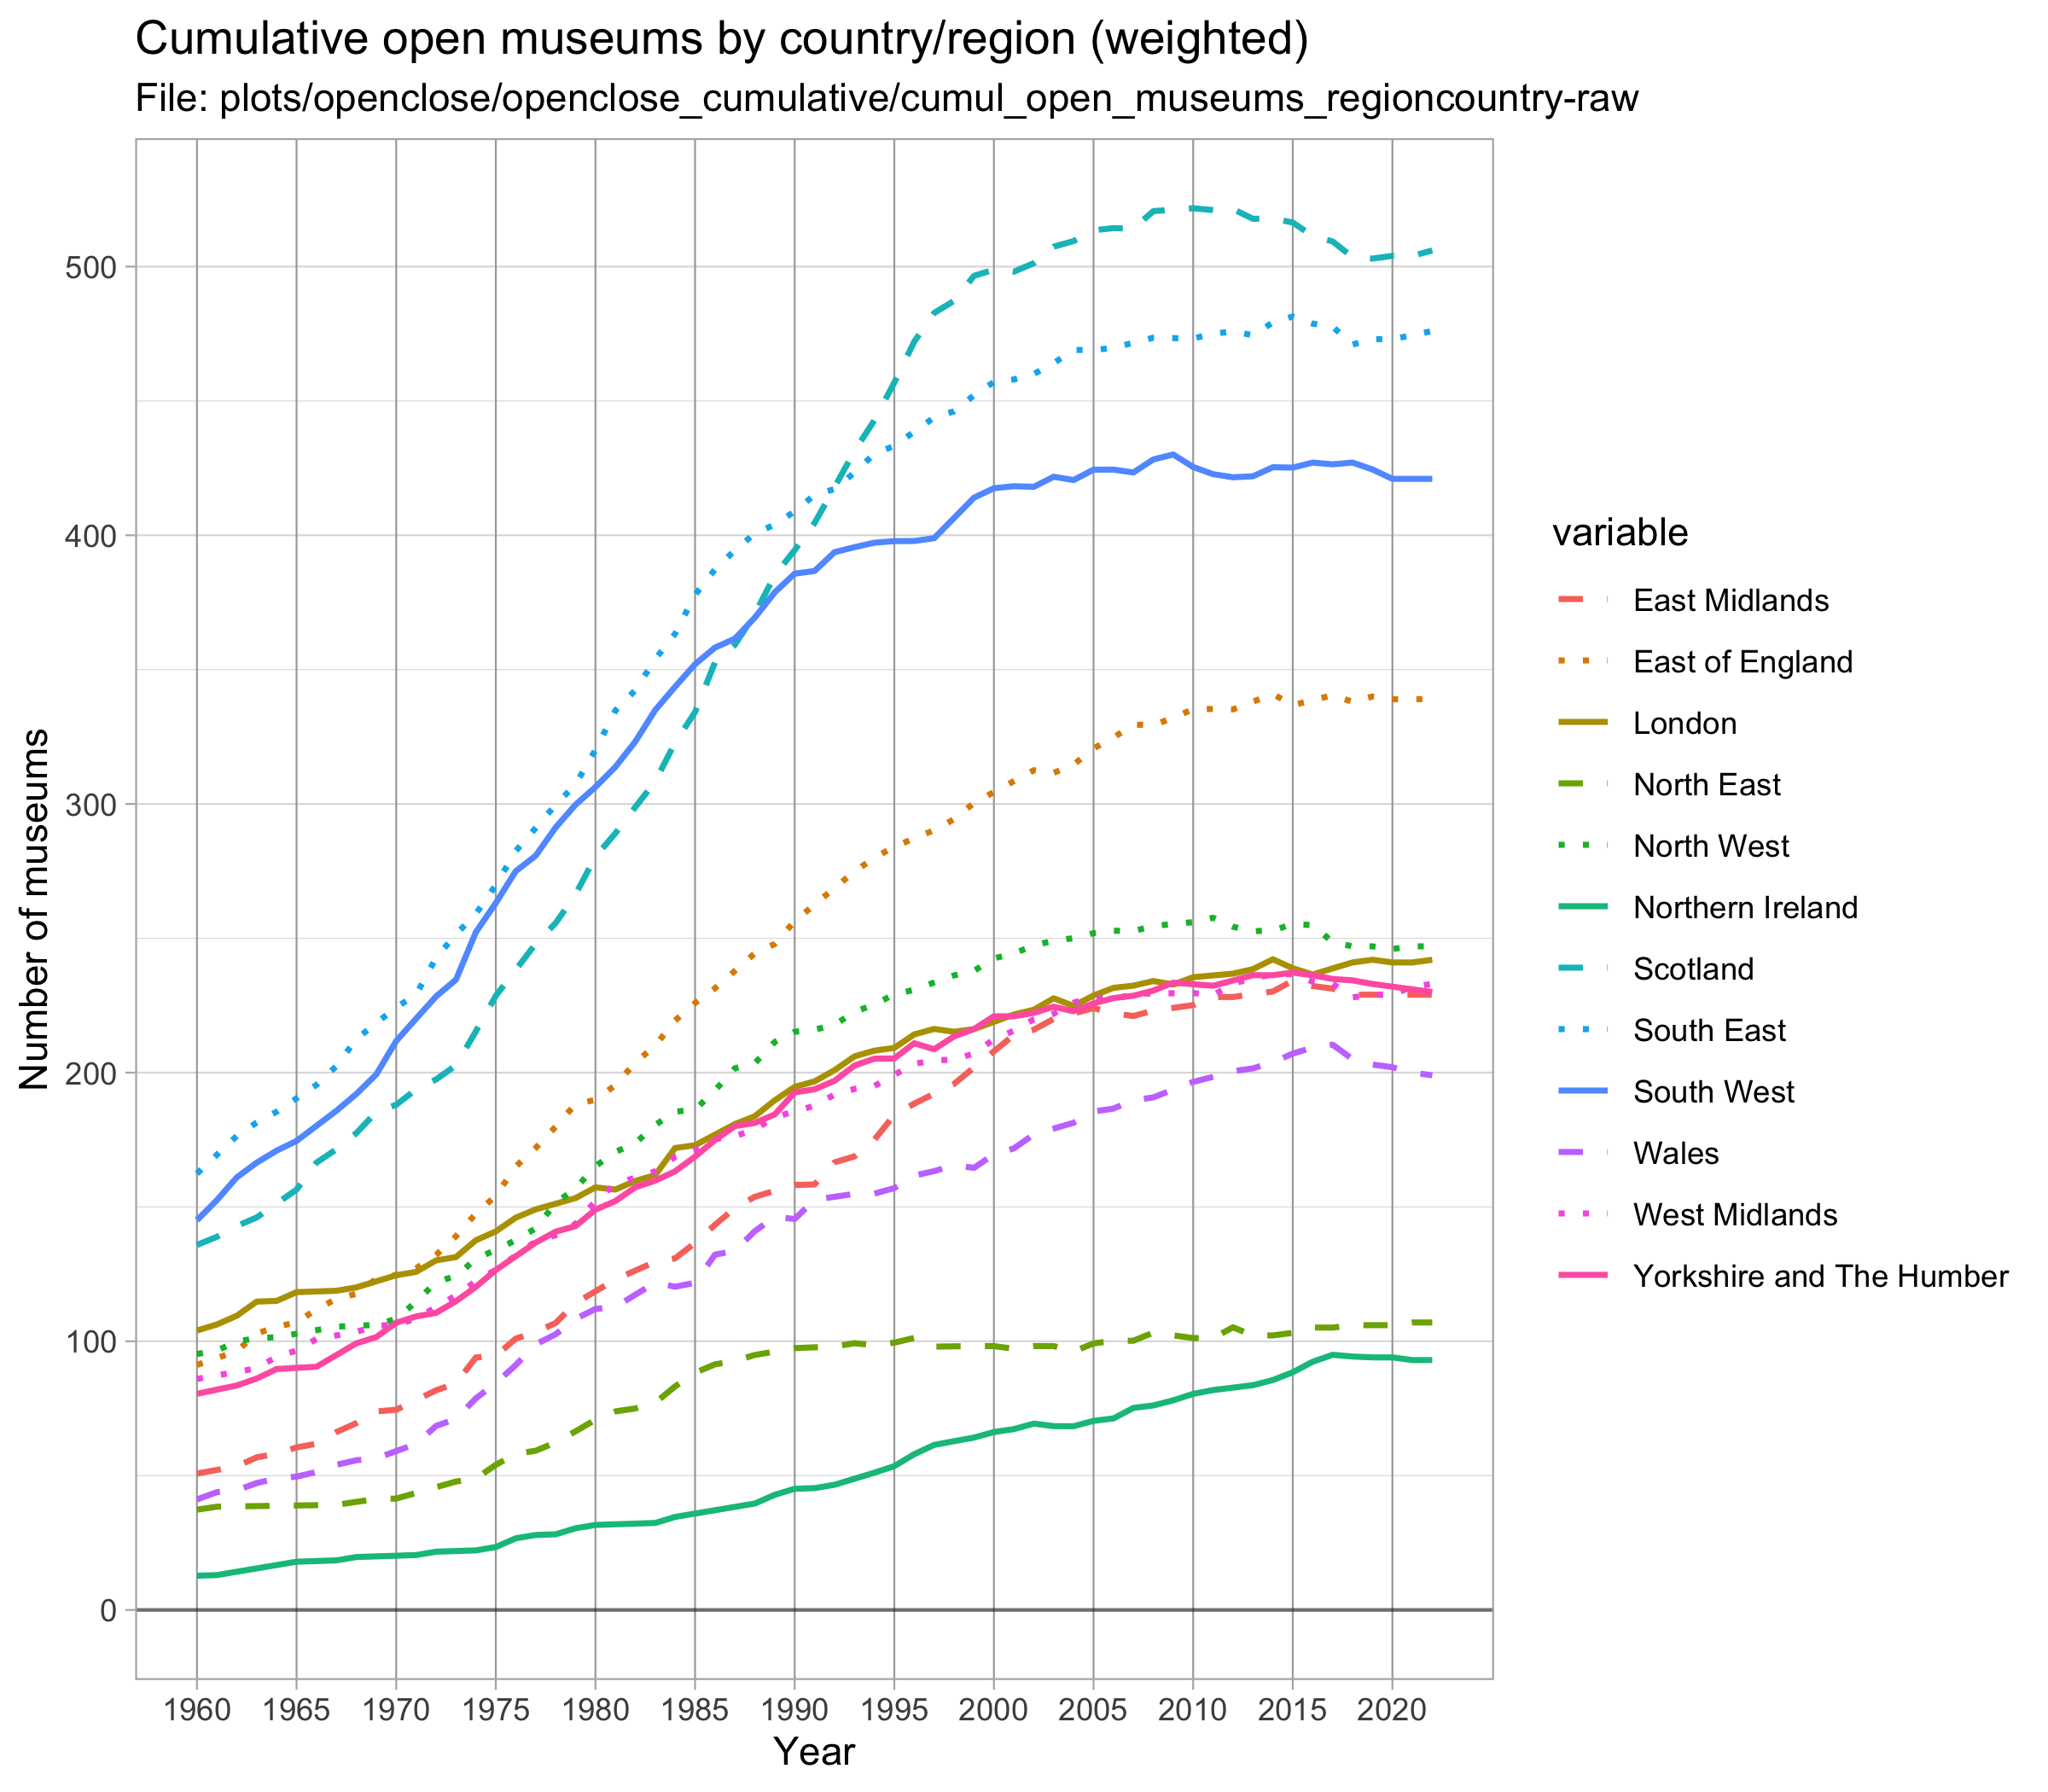 Cumulative open museums by country/region (weighted)
File: plots/openclose/openclose_cumulative/cumul_open_museums_regioncountry-raw
Number of museums
500
400
300
200
100
0
1960 1965 1970 1975 1980 1985 1990 1995 2000 2005 2010 2015 2020
Year
variable
East Midlands
East of England
London
North East
North West
Northern Ireland
Scotland
South East
South West
Wales
West Midlands
Yorkshire and The Humber